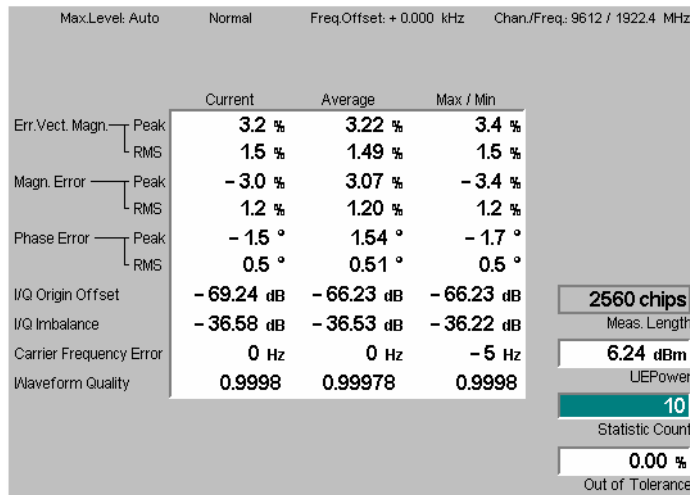 Max.Level: Auto Normal Freq.Offset: + 0.000 kHz Chan./Freq.: 9612 / 1922.4 MHz
Current Average Max / Min
Err.Vect. Magn. Peak 3.2 % 3.22 % 3.4 %
RMS 1.5 % 1.49 % 1.5 %
Magn. Error Peak - 3.0 % 3.07 % - 3.4 %
RMS 1.2 % 1.20 % 1.2 %
Phase Error Peak - 1.5 ° 1.54 ° - 1.7 °
RMS 0.5 ° 0.51 ° 0.5 °
I/Q Origin Offset - 69.24 dB - 66.23 dB - 66.23 dB
I/Q Imbalance - 36.58 dB - 36.53 dB - 36.22 dB
Carrier Frequency Error 0 Hz 0 Hz - 5 Hz
Waveform Quality 0.9998 0.99978 0.9998
2560 chips
Meas. Length
6.24 dBm
UEPower
10
Statistic Count
0.00 %
Out of Tolerance